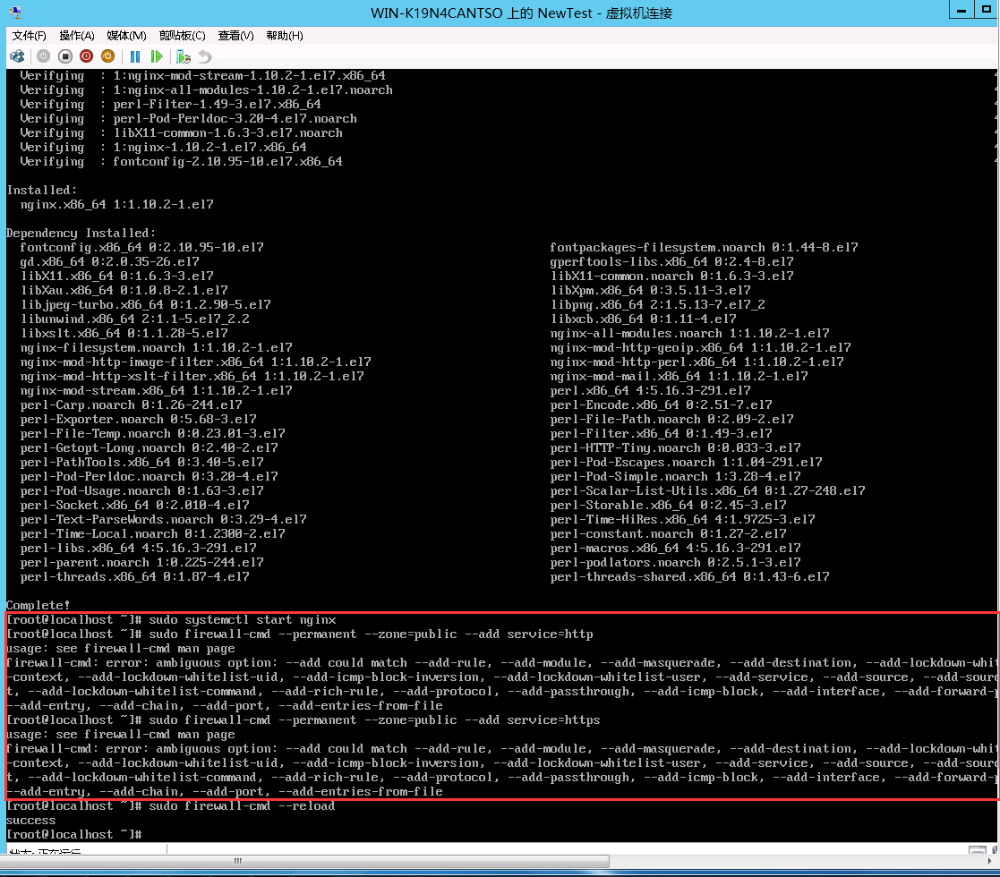 WIN-K19N4CANTSO 上的 NewTest - 虚拟机连接
文件(F) 操作(A) 媒体(M) 剪贴板(C) 查看(V) 帮助(H)
Verifying : 1:nginx-mod-stream-1.10.2-1.el7.x86_64
Verifying : 1:nginx-all-modules-1.10.2-1.el7.noarch
Verifying : perl-Filter-1.49-3.el7.x86_64
Verifying : perl-Pod-Perldoc-3.20-4.el7.noarch
Verifying : libX11-common-1.6.3-3.el7.noarch
Verifying : 1:nginx-1.10.2-1.el7.x86_64
Verifying : fontconfig-2.10.95-10.el7.x86_64
Installed:
nginx.x86_64 1:1.10.2-1.el7
Dependency Installed:
fontconfig.x86_64 0:2.10.95-10.el7 fontpackages-filesystem.noarch 0:1.44-8.el7
gd.x86_64 0:2.0.35-26.el7 gperftools-libs.x86_64 0:2.4-8.el7
libX11.x86_64 0:1.6.3-3.el7 libX11-common.noarch 0:1.6.3-3.el7
libXau.x86_64 0:1.0.8-2.1.el7 libXpm.x86_64 0:3.5.11-3.el7
libjpeg-turbo.x86_64 0:1.2.90-5.el7 libpng.x86_64 2:1.5.13-7.el7_2
libunwind.x86_64 2:1.1-5.el7_2.2 libxcb.x86_64 0:1.11-4.el7
libxslt.x86_64 0:1.1.28-5.el7 nginx-all-modules.noarch 1:1.10.2-1.el7
nginx-filesystem.noarch 1:1.10.2-1.el7 nginx-mod-http-geoip.x86_64 1:1.10.2-1.el7
nginx-mod-http-image-filter.x86_64 1:1.10.2-1.el7 nginx-mod-http-perl.x86_64 1:1.10.2-1.el7
nginx-mod-http-xslt-filter.x86_64 1:1.10.2-1.el7 nginx-mod-mail.x86_64 1:1.10.2-1.el7
nginx-mod-stream.x86_64 1:1.10.2-1.el7 perl.x86_64 4:5.16.3-291.el7
perl-Carp.noarch 0:1.26-244.el7 perl-Encode.x86_64 0:2.51-7.el7
perl-Exporter.noarch 0:5.68-3.el7 perl-File-Path.noarch 0:2.09-2.el7
perl-File-Temp.noarch 0:0.23.01-3.el7 perl-Filter.x86_64 0:1.49-3.el7
perl-Getopt-Long.noarch 0:2.40-2.el7 perl-HTTP-Tiny.noarch 0:0.033-3.el7
perl-PathTools.x86_64 0:3.40-5.el7 perl-Pod-Escapes.noarch 1:1.04-291.el7
perl-Pod-Perldoc.noarch 0:3.20-4.el7 perl-Pod-Simple.noarch 1:3.28-4.el7
perl-Pod-Usage.noarch 0:1.63-3.el7 perl-Scalar-List-Utils.x86_64 0:1.27-248.el7
perl-Socket.x86_64 0:2.010-4.el7 perl-Storable.x86_64 0:2.45-3.el7
perl-Text-ParseWords.noarch 0:3.29-4.el7 perl-Time-HiRes.x86_64 4:1.9725-3.el7
perl-Time-Local.noarch 0:1.2300-2.el7 perl-constant.noarch 0:1.27-2.el7
perl-libs.x86_64 4:5.16.3-291.el7 perl-macros.x86_64 4:5.16.3-291.el7
perl-parent.noarch 1:0.225-244.el7 perl-podlators.noarch 0:2.5.1-3.el7
perl-threads.x86_64 0:1.87-4.el7 perl-threads-shared.x86_64 0:1.43-6.el7
Complete!
[root@localhost ~]# sudo systemctl start nginx
[root@localhost ~]# sudo firewall-cmd --permanent --zone=public --add service=http
usage: see firewall-cmd man page
firewall-cmd: error: ambiguous option: --add could match --add-rule, --add-module, --add-masquerade, --add-destination, --add-lockdown-whit
-context, --add-lockdown-whitelist-uid, --add-icmp-block-inversion, --add-lockdown-whitelist-user, --add-service, --add-source, --add-sour
t, --add-lockdown-whitelist-command, --add-rich-rule, --add-protocol, --add-passthrough, --add-icmp-block, --add-interface, --add-forward-p
--add-entry, --add-chain, --add-port, --add-entries-from-file
[root@localhost ~]# sudo firewall-cmd --permanent --zone=public --add service=https
usage: see firewall-cmd man page
firewall-cmd: error: ambiguous option: --add could match --add-rule, --add-module, --add-masquerade, --add-destination, --add-lockdown-whit
-context, --add-lockdown-whitelist-uid, --add-icmp-block-inversion, --add-lockdown-whitelist-user, --add-service, --add-source, --add-sour
t, --add-lockdown-whitelist-command, --add-rich-rule, --add-protocol, --add-passthrough, --add-icmp-block, --add-interface, --add-forward-p
--add-entry, --add-chain, --add-port, --add-entries-from-file
[root@localhost ~]# sudo firewall-cmd --reload
success
[root@localhost ~]#
状态: 正在运行